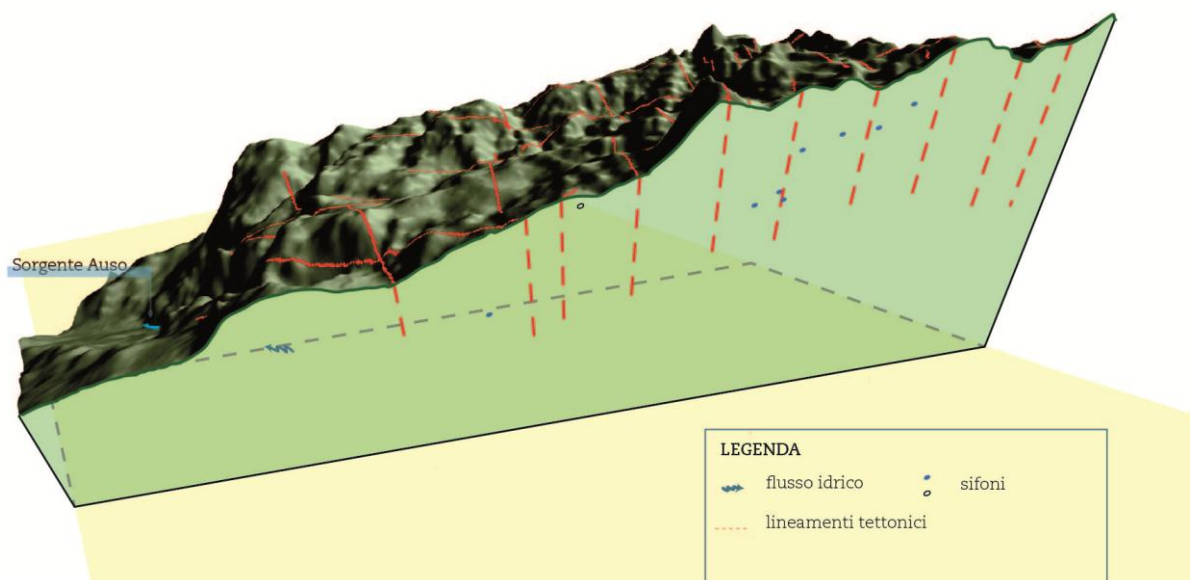 Sorgente Auso
LEGENDA
flusso idrico
sifoni
lineamenti tettonici